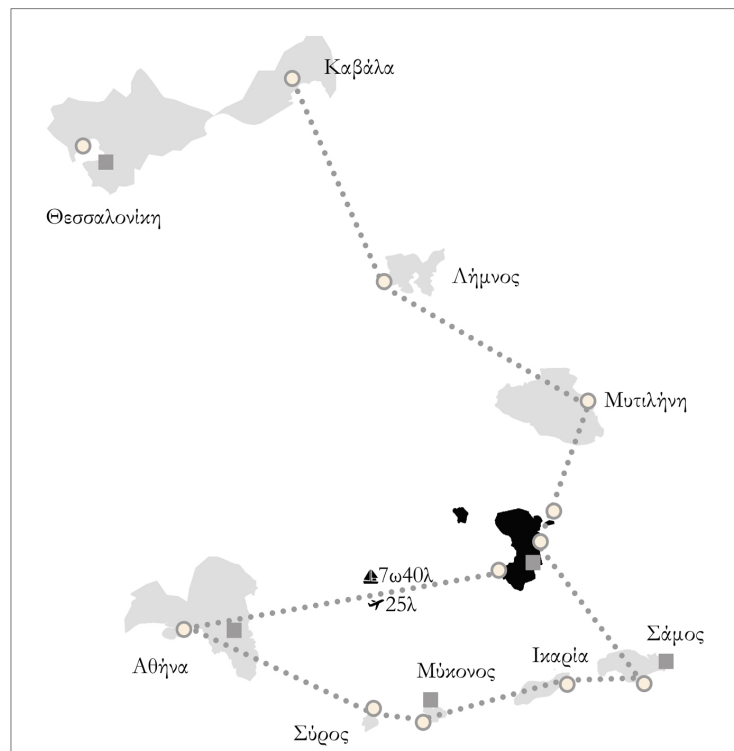 Καβάλα
Θεσσαλονίκη
Λήμνος
Μυτιλήνη
7ω40λ
25λ
Αθήνα
Σάμος
Ικαρία
Μύκονος
Σύρος